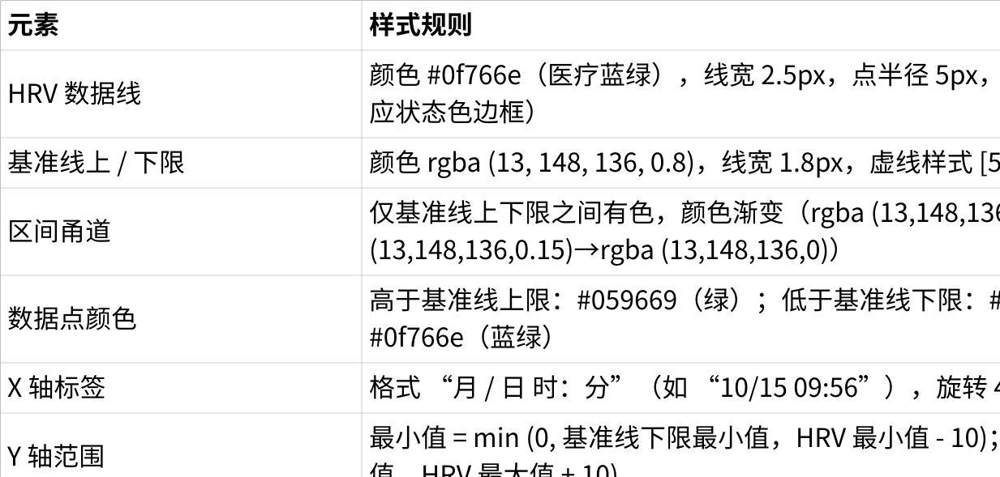 元素
样式规则
HRV 数据线
颜色 #0f766e（医疗蓝绿），线宽 2.5px，点半径 5px，
应状态色边框）
基准线上 / 下限
颜色 rgba (13, 148, 136, 0.8)，线宽 1.8px，虚线样式 [5
区间甬道
仅基准线上下限之间有色，颜色渐变（rgba (13,148,136
(13,148,136,0.15)→rgba (13,148,136,0)）
数据点颜色
高于基准线上限：#059669（绿）；低于基准线下限：#
#0f766e（蓝绿）
X 轴标签
格式 “月 / 日 时：分”（如 “10/15 09:56”），旋转 4
Y 轴范围
最小值 = min (0, 基准线下限最小值，HRV 最小值 - 10)；
值，HRV 最大值 + 10)